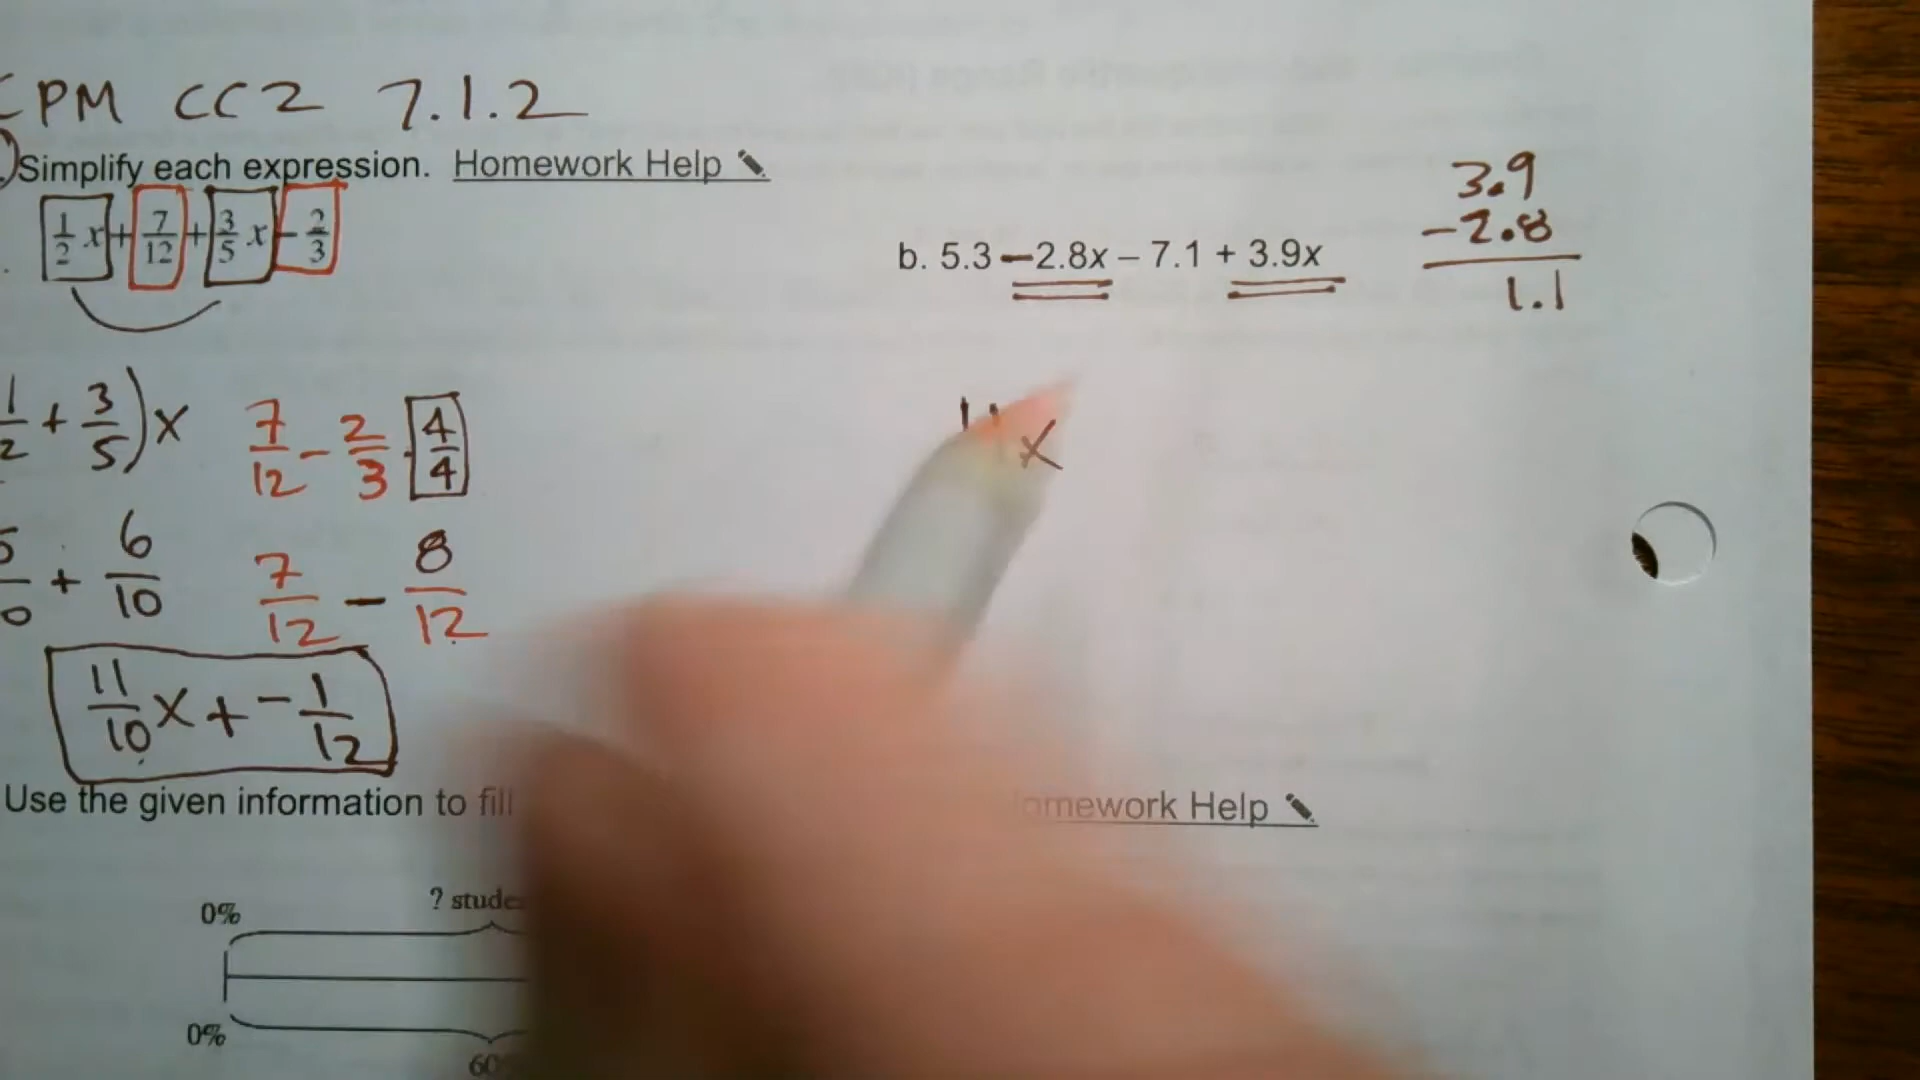 CPM CC2 7.1.2
Simplify each expression. Homework Help
1/2 x + 7/12 + 3/5 x - 2/3
b. 5.3 – 2.8x – 7.1 + 3.9x
3.9
-2.8
1.1
1/2 + 3/5) x
7/12 - 2/3 · 4/4
x
+ 6/10
7/12 - 8/12
11/10 x + - 1/12
Use the given information to fill
Homework Help
0%
? stude
0%
60